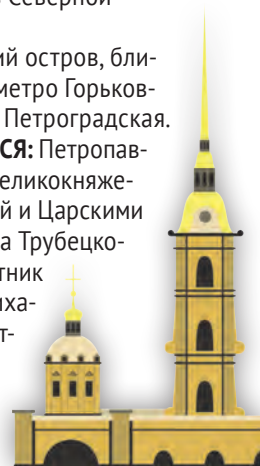 Северной
ий остров, бли-
метро Горьков-
Петроградская.
СЯ: Петропав-
еликокняже-
й и Царскими
а Трубецко-
тник
иха-
т-